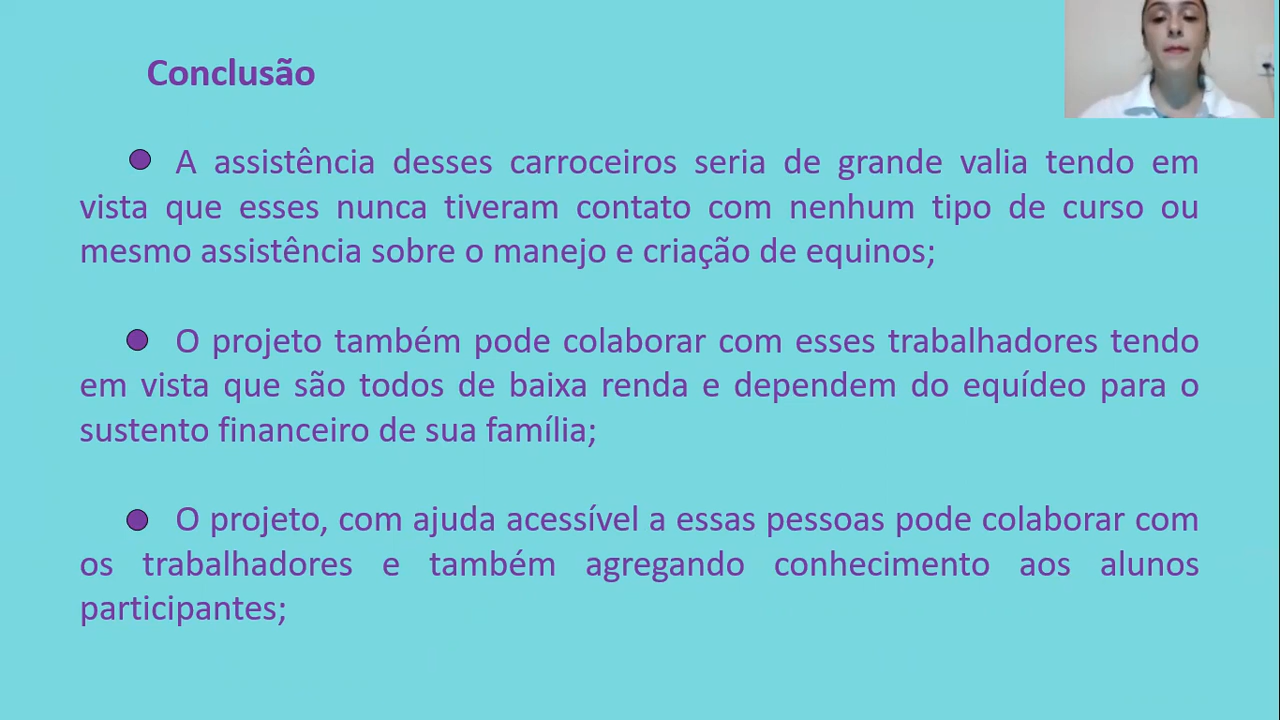 Conclusão
A assistência desses carroceiros seria de grande valia tendo em
vista que esses nunca tiveram contato com nenhum tipo de curso ou
mesmo assistência sobre o manejo e criação de equinos;
O projeto também pode colaborar com esses trabalhadores tendo
em vista que são todos de baixa renda e dependem do equídeo para o
sustento financeiro de sua família;
O projeto, com ajuda acessível a essas pessoas pode colaborar com
os trabalhadores e também agregando conhecimento aos alunos
participantes;